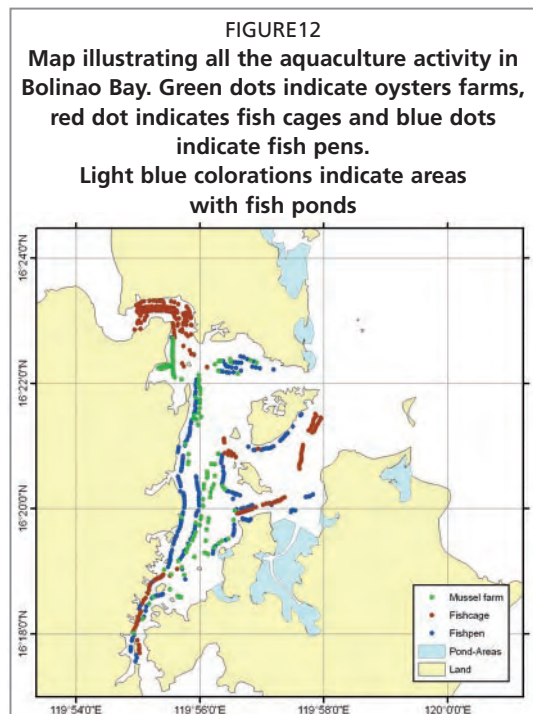 FIGURE12
Map illustrating all the aquaculture activity in
Bolinao Bay. Green dots indicate oysters farms,
red dot indicates fish cages and blue dots
indicate fish pens.
Light blue colorations indicate areas
with fish ponds
16°24'0"N
16°22'0"N
16°20'0"N
16°18'0"N
Mussel farm
Fishcage
Fishpen
Pond-Areas
Land
119°54'0"E
119°56'0"E
119°58'0"E
120°0'0"E